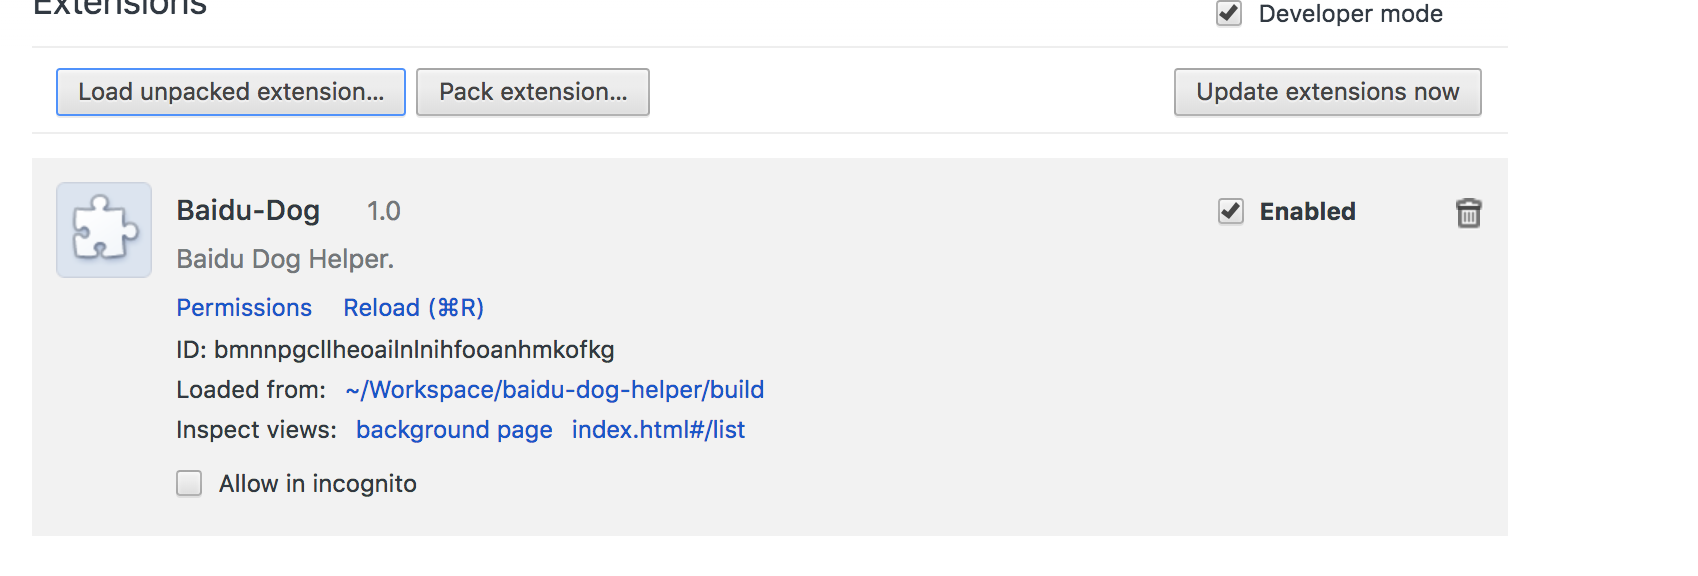 Extensions
Developer mode
Load unpacked extension...
Pack extension...
Update extensions now
Baidu-Dog 1.0
Enabled
Baidu Dog Helper.
Permissions Reload (⌘R)
ID: bmnnpgcllheoailnlnihfooanhmkofkg
Loaded from: ~/Workspace/baidu-dog-helper/build
Inspect views: background page index.html#/list
Allow in incognito